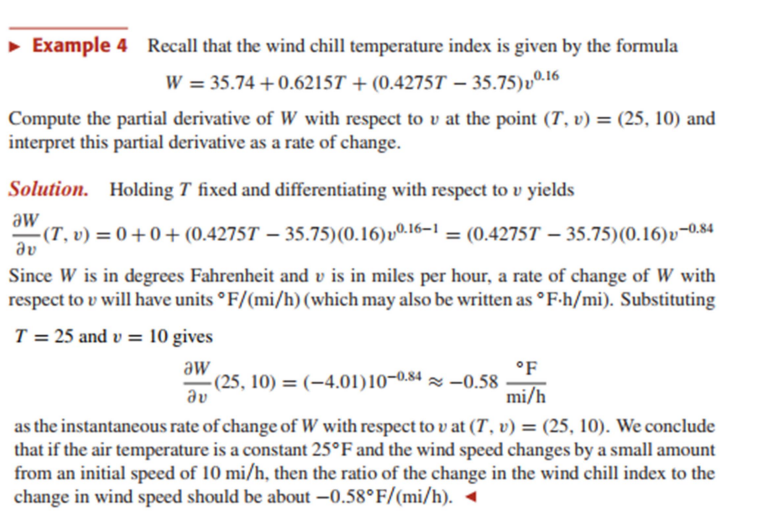 ► Example 4 Recall that the wind chill temperature index is given by the formula
W = 35.74 + 0.6215T + (0.4275T − 35.75)v^0.16
Compute the partial derivative of W with respect to v at the point (T, v) = (25, 10) and
interpret this partial derivative as a rate of change.
Solution. Holding T fixed and differentiating with respect to v yields
∂W/∂v (T, v) = 0 + 0 + (0.4275T − 35.75)(0.16)v^0.16−1 = (0.4275T − 35.75)(0.16)v^−0.84
Since W is in degrees Fahrenheit and v is in miles per hour, a rate of change of W with
respect to v will have units °F/(mi/h) (which may also be written as °F·h/mi). Substituting
T = 25 and v = 10 gives
∂W/∂v (25, 10) = (−4.01)10^−0.84 ≈ −0.58 °F/mi/h
as the instantaneous rate of change of W with respect to v at (T, v) = (25, 10). We conclude
that if the air temperature is a constant 25°F and the wind speed changes by a small amount
from an initial speed of 10 mi/h, then the ratio of the change in the wind chill index to the
change in wind speed should be about −0.58°F/(mi/h). ◄